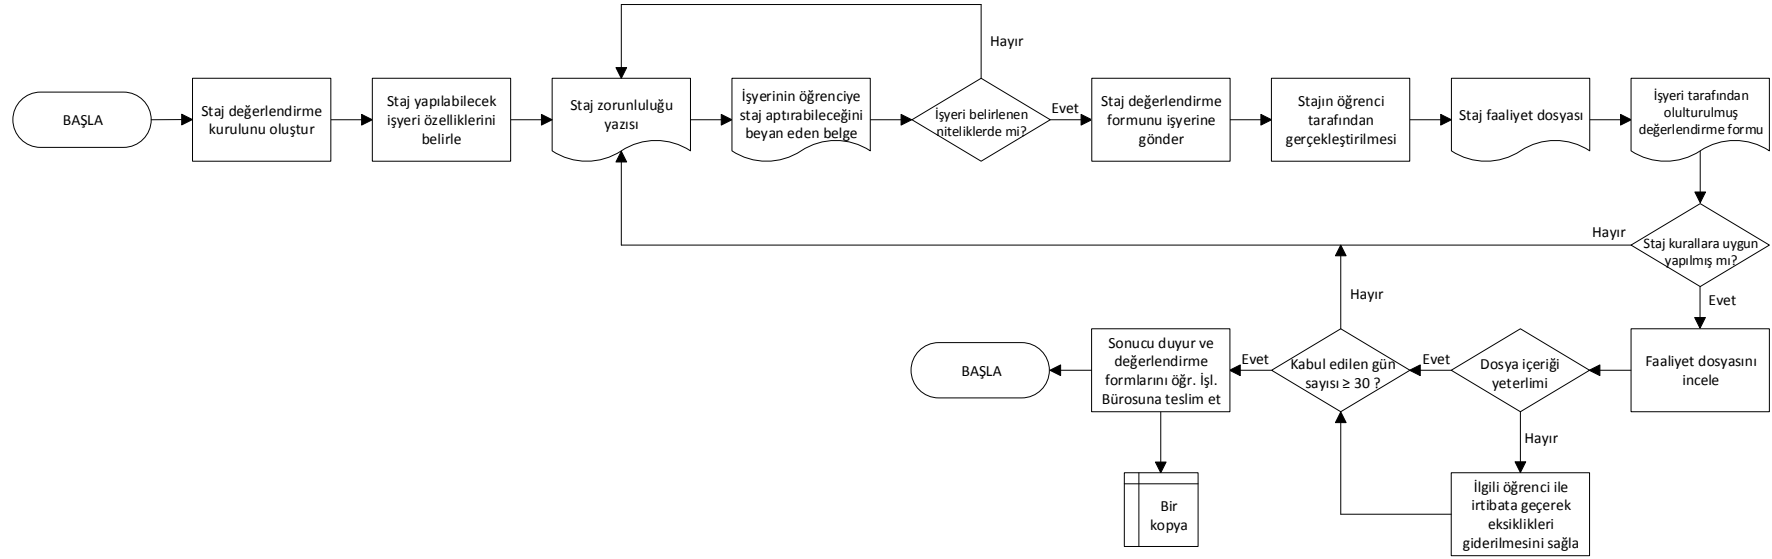 BAŞLA
Staj değerlendirme
kurulunu oluştur
Staj yapılabilecek
işyeri özelliklerini
belirle
Staj zorunluluğu
yazısı
İşyerinin öğrenciye
staj aptırabileceğini
beyan eden belge
Hayır
İşyeri belirlenen
niteliklerde mi?
Evet
Staj değerlendirme
formunu işyerine
gönder
Stajın öğrenci
tarafından
gerçekleştirilmesi
Staj faaliyet dosyası
İşyeri tarafından
olulturulmuş
değerlendirme formu
Hayır
Staj kurallara uygun
yapılmış mı?
Evet
Faaliyet dosyasını
incele
Dosya içeriği
yeterlimi
Evet
Hayır
İlgili öğrenci ile
irtibata geçerek
eksiklikleri
giderilmesini sağla
Kabul edilen gün
sayısı ≥ 30 ?
Hayır
Evet
Sonucu duyur ve
değerlendirme
formlarını öğr. İşl.
Bürosuna teslim et
BAŞLA
Bir
kopya